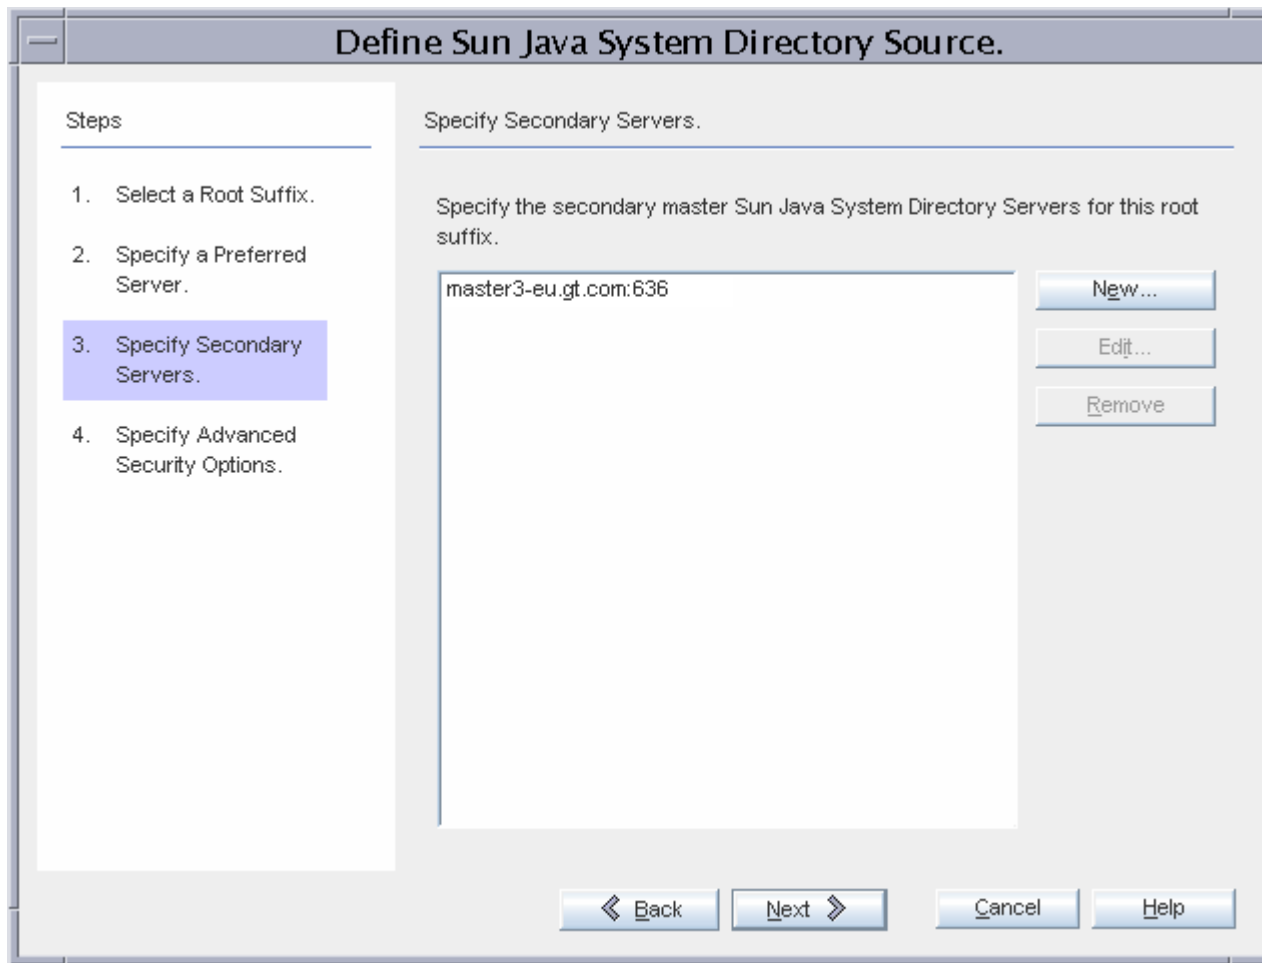 Define Sun Java System Directory Source.
Steps
1. Select a Root Suffix.
2. Specify a Preferred
Server.
3. Specify Secondary
Servers.
4. Specify Advanced
Security Options.
Specify Secondary Servers.
Specify the secondary master Sun Java System Directory Servers for this root
suffix.
master3-eu.gt.com:636
New...
Edit...
Remove
Back
Next
Cancel
Help